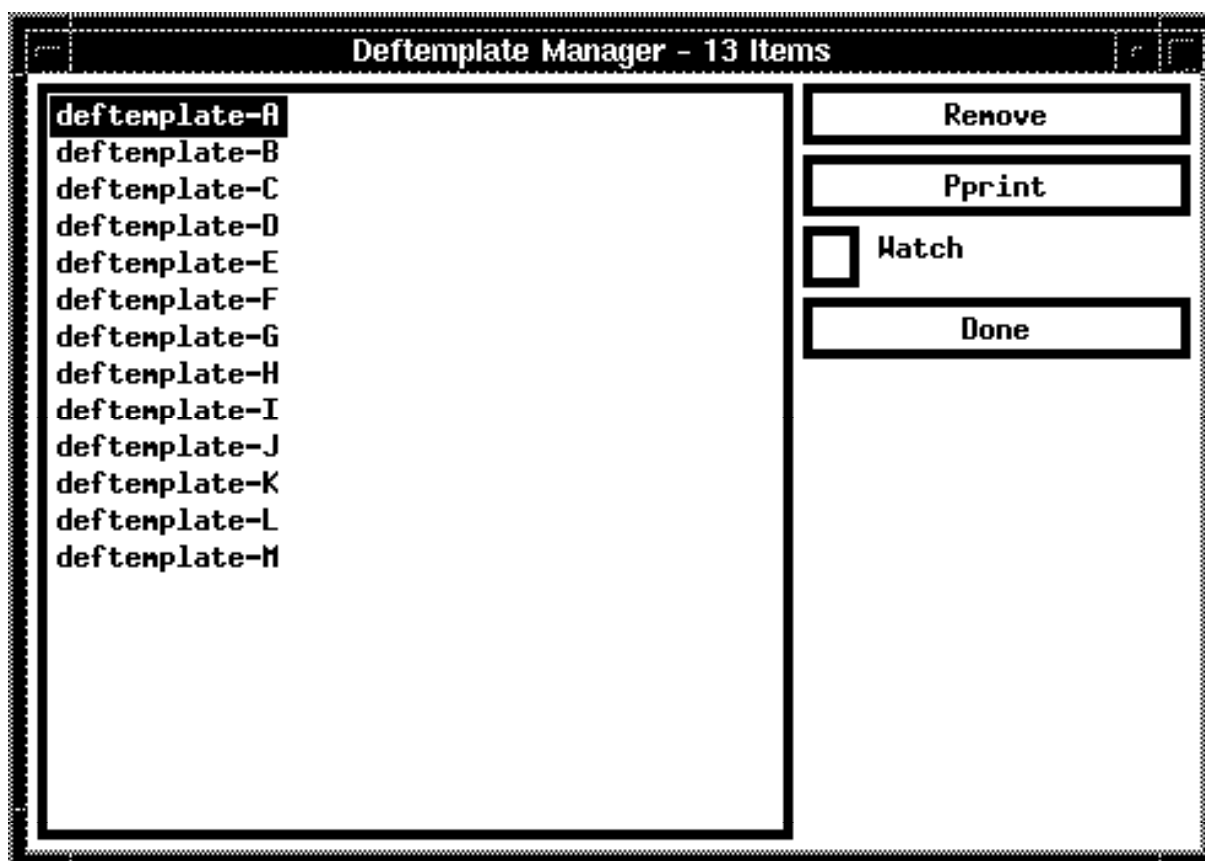 Deftemplate Manager - 13 Items
deftemplate-A
deftemplate-B
deftemplate-C
deftemplate-D
deftemplate-E
deftemplate-F
deftemplate-G
deftemplate-H
deftemplate-I
deftemplate-J
deftemplate-K
deftemplate-L
deftemplate-M
Remove
Pprint
Watch
Done